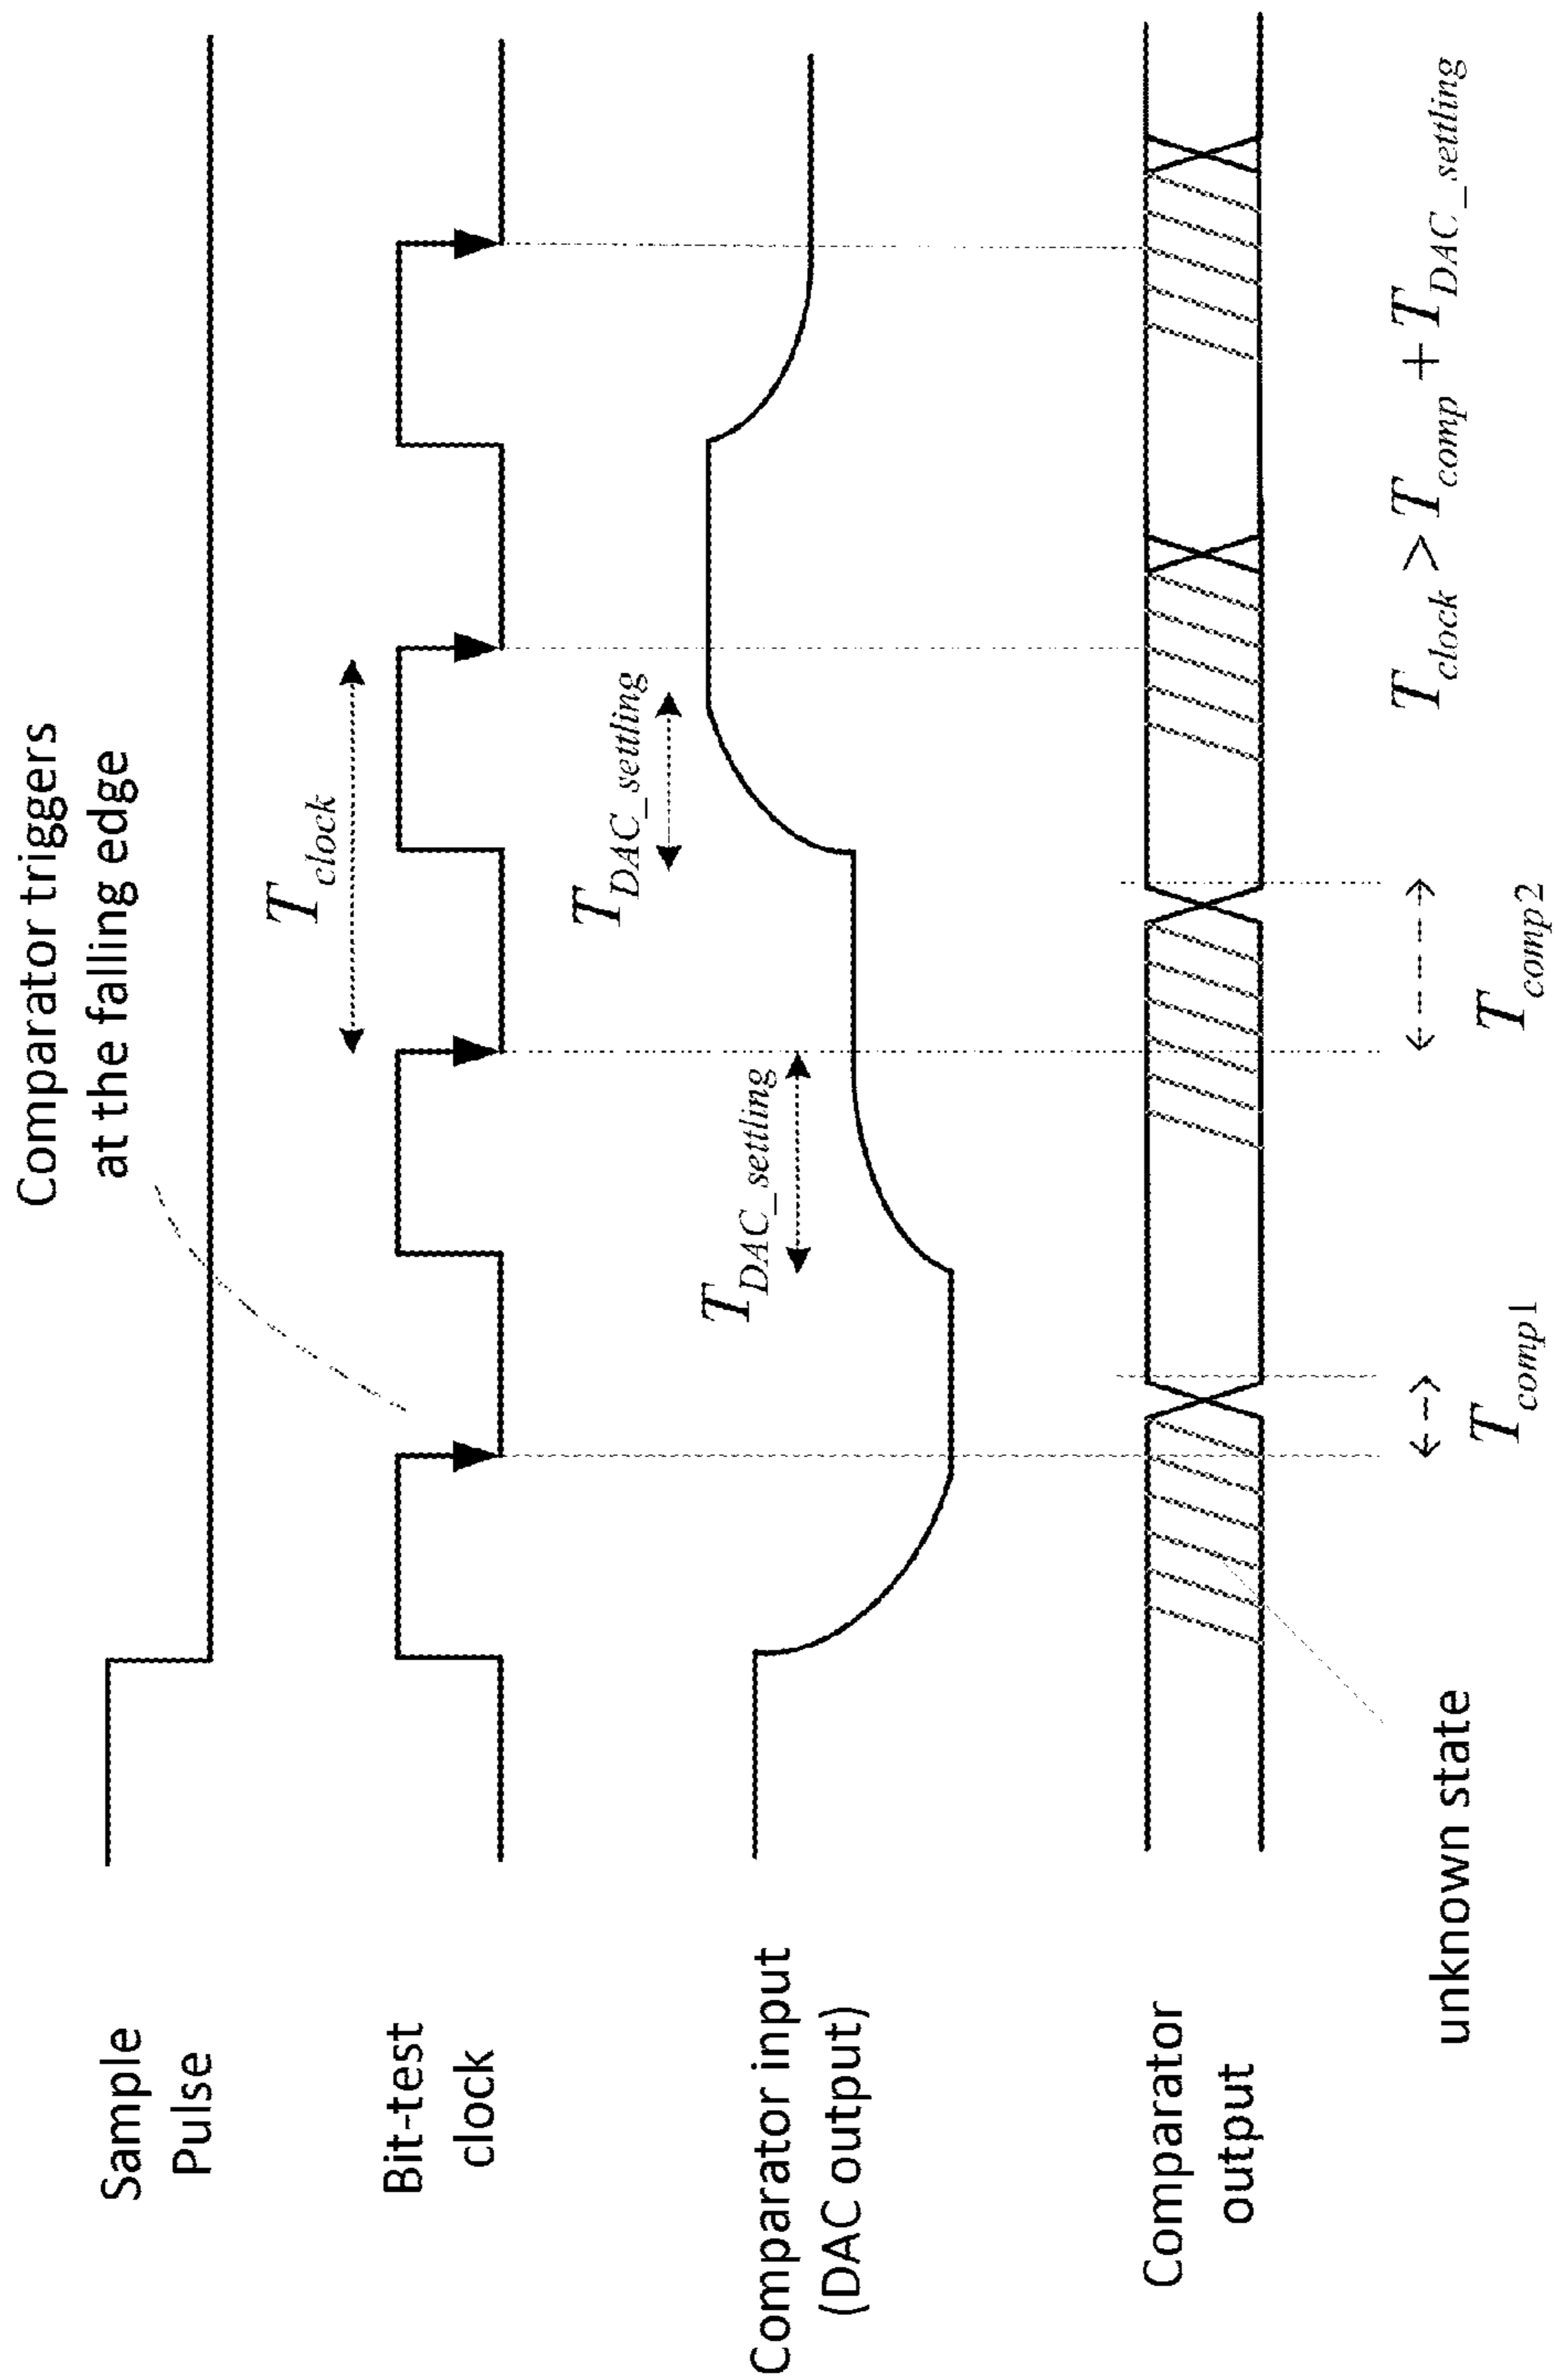 Comparator triggers
at the falling edge
Sample
Pulse
Bit-test
clock
T_clock
T_DAC_settling
T_DAC_settling
Comparator input
(DAC output)
Comparator
output
unknown state
T_comp1
T_comp2
T_clock > T_comp + T_DAC_settling